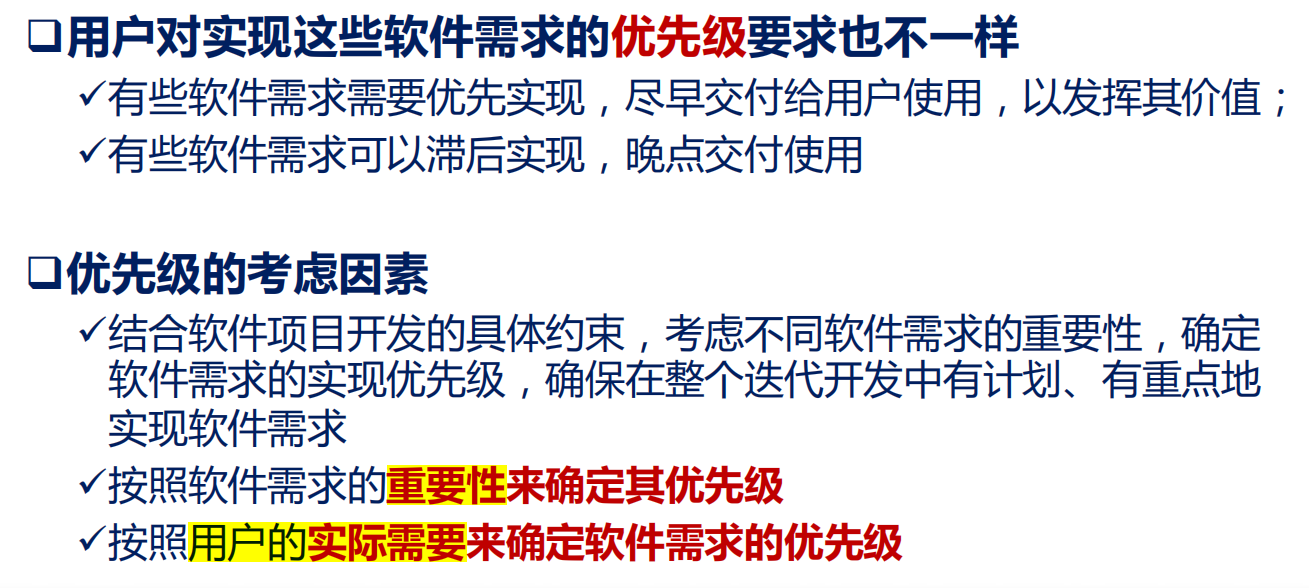 ❑用户对实现这些软件需求的优先级要求也不一样
✓有些软件需求需要优先实现，尽早交付给用户使用，以发挥其价值；
✓有些软件需求可以滞后实现，晚点交付使用
❑优先级的考虑因素
✓结合软件项目开发的具体约束，考虑不同软件需求的重要性，确定
软件需求的实现优先级，确保在整个迭代开发中有计划、有重点地
实现软件需求
✓按照软件需求的重要性来确定其优先级
✓按照用户的实际需要来确定软件需求的优先级